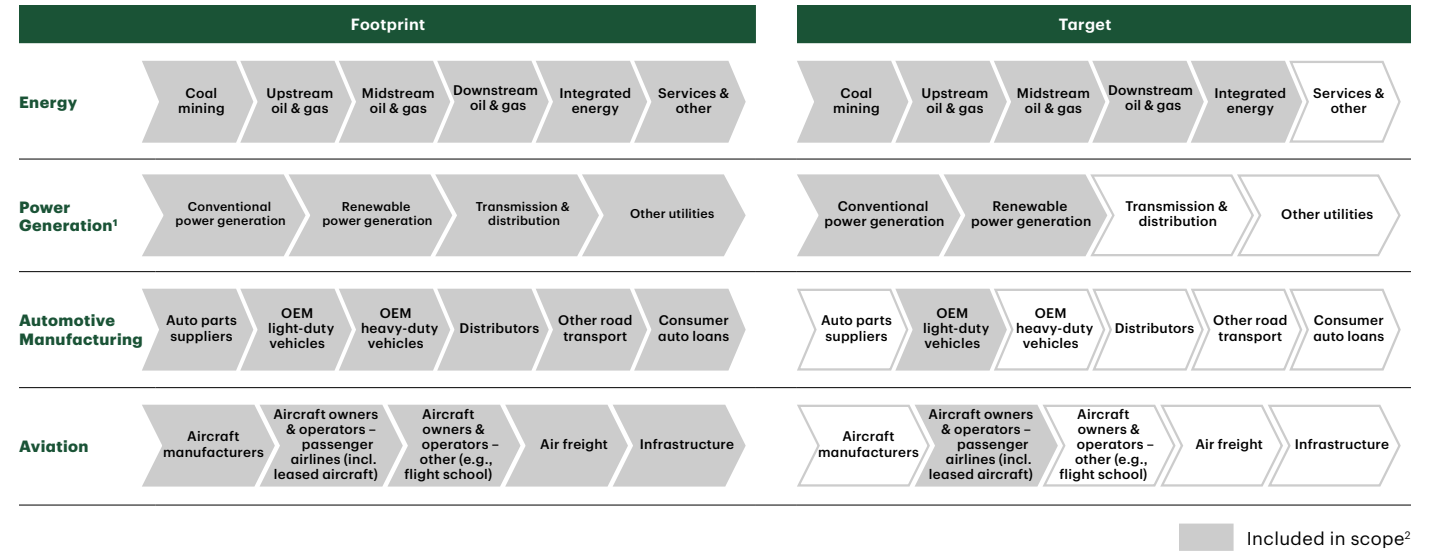 Footprint
Target
Energy
Coal
mining
Upstream
oil & gas
Midstream
oil & gas
Downstream
oil & gas
Integrated
energy
Services &
other
Coal
mining
Upstream
oil & gas
Midstream
oil & gas
Downstream
oil & gas
Integrated
energy
Services &
other
Power
Generation¹
Conventional
power generation
Renewable
power generation
Transmission &
distribution
Other utilities
Conventional
power generation
Renewable
power generation
Transmission &
distribution
Other utilities
Automotive
Manufacturing
Auto parts
suppliers
OEM
light-duty
vehicles
OEM
heavy-duty
vehicles
Distributors
Other road
transport
Consumer
auto loans
Auto parts
suppliers
OEM
light-duty
vehicles
OEM
heavy-duty
vehicles
Distributors
Other road
transport
Consumer
auto loans
Aviation
Aircraft
manufacturers
Aircraft owners
& operators –
passenger
airlines (incl.
leased aircraft)
Aircraft
owners &
operators –
other (e.g.,
flight school)
Air freight
Infrastructure
Aircraft
manufacturers
Aircraft owners
& operators –
passenger
airlines (incl.
leased aircraft)
Aircraft
owners &
operators –
other (e.g.,
flight school)
Air freight
Infrastructure
Included in scope²